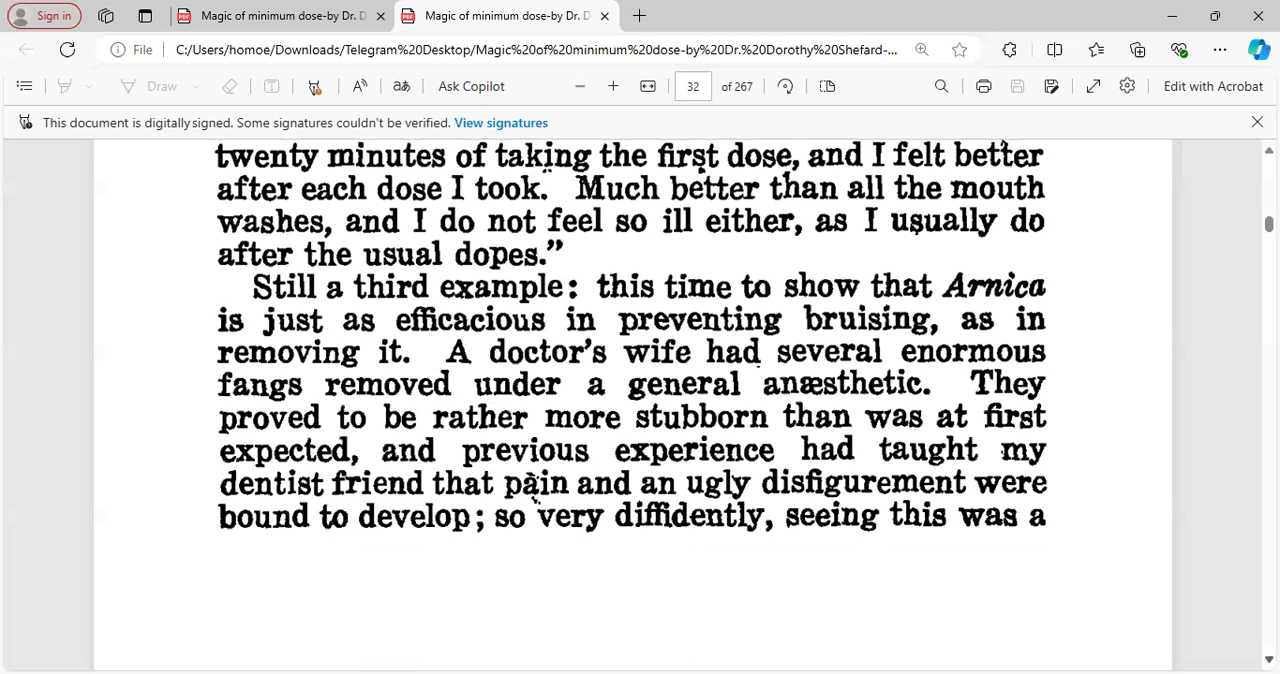 Sign in
Magic of minimum dose-by Dr. D
Magic of minimum dose-by Dr. D
File
C:/Users/homoe/Downloads/Telegram%20Desktop/Magic%20of%20minimum%20dose-by%20Dr.%20Dorothy%20Shefard-...
Draw
aあ
Ask Copilot
32
of 267
Edit with Acrobat
This document is digitally signed. Some signatures couldn't be verified. View signatures
twenty minutes of taking the first dose, and I felt better
after each dose I took. Much better than all the mouth
washes, and I do not feel so ill either, as I usually do
after the usual dopes.”
Still a third example: this time to show that Arnica
is just as efficacious in preventing bruising, as in
removing it. A doctor's wife had several enormous
fangs removed under a general anæsthetic. They
proved to be rather more stubborn than was at first
expected, and previous experience had taught my
dentist friend that pain and an ugly disfigurement were
bound to develop; so very diffidently, seeing this was a